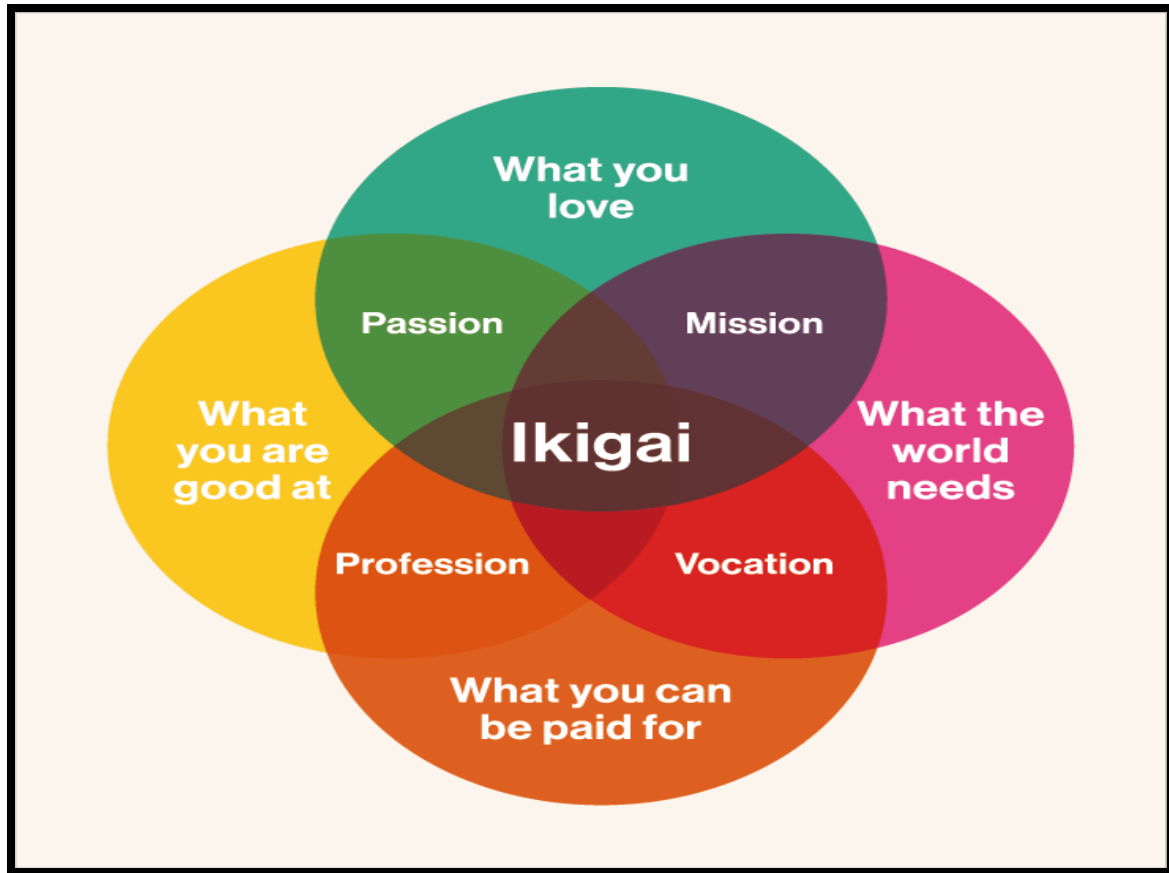 What you
love
Passion
Mission
What
you are
good at
Ikigai
What the
world
needs
Profession
Vocation
What you can
be paid for